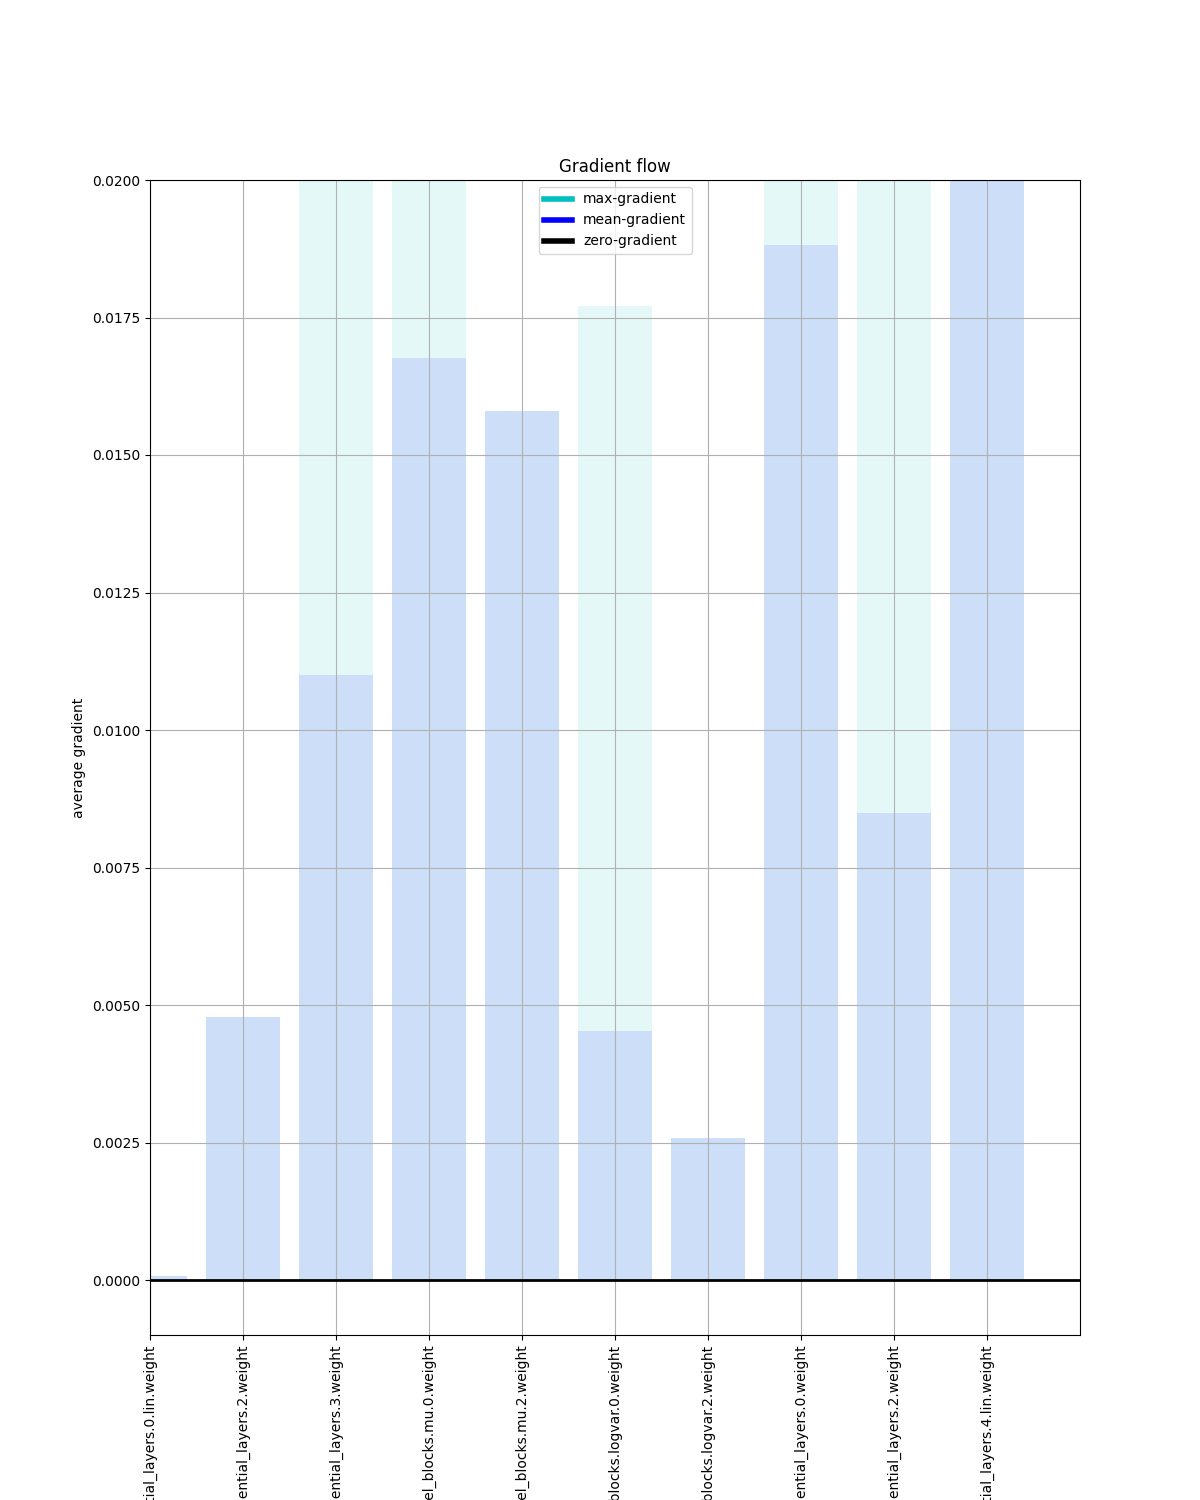 Gradient flow
max-gradient
mean-gradient
zero-gradient
0.0200
0.0175
0.0150
0.0125
0.0100
0.0075
0.0050
0.0025
0.0000
average gradient
tial_layers.0.lin.weight
ential_layers.2.weight
ential_layers.3.weight
el_blocks.mu.0.weight
el_blocks.mu.2.weight
blocks.logvar.0.weight
blocks.logvar.2.weight
ential_layers.0.weight
ential_layers.2.weight
tial_layers.4.lin.weight